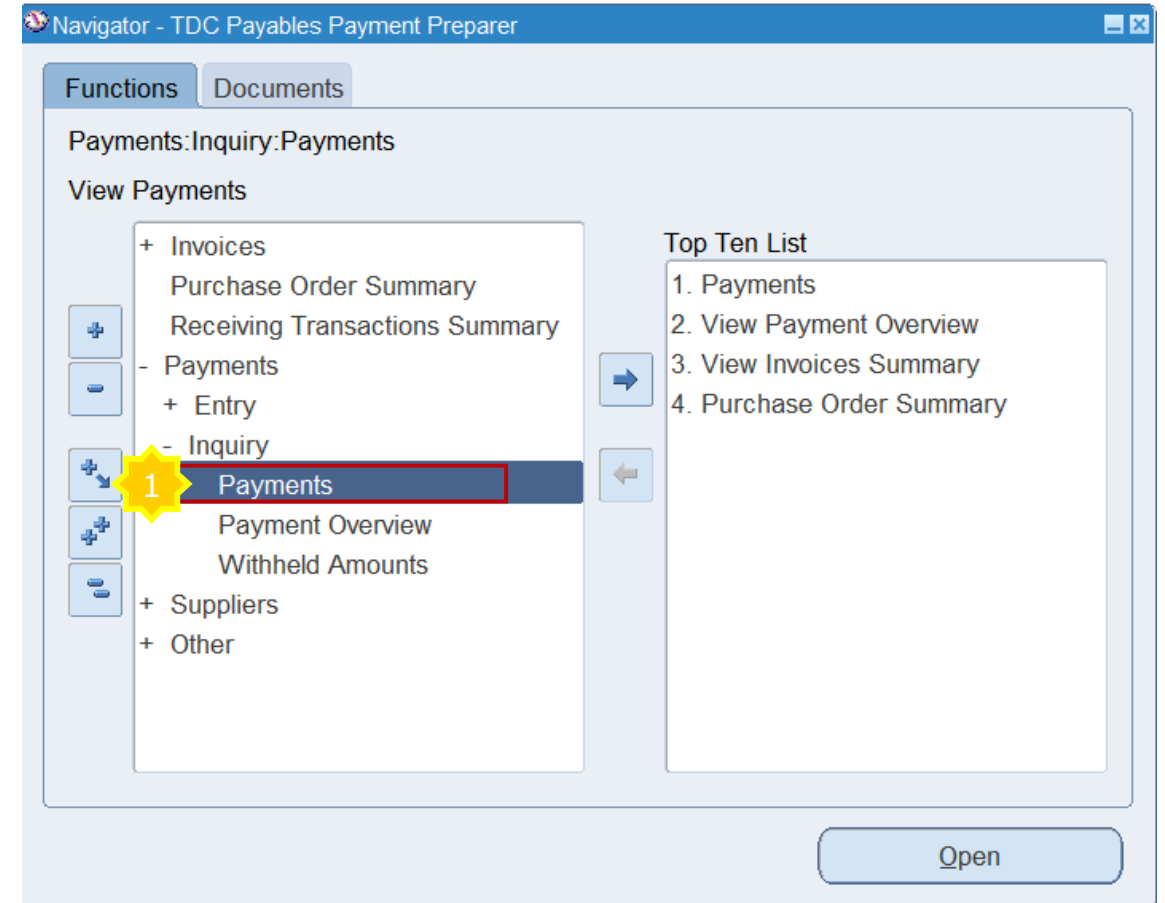 Navigator - TDC Payables Payment Preparer
Functions Documents
Payments:Inquiry:Payments
View Payments
+ Invoices
Purchase Order Summary
Receiving Transactions Summary
- Payments
+ Entry
- Inquiry
1 Payments
Payment Overview
Withheld Amounts
+ Suppliers
+ Other
Top Ten List
1. Payments
2. View Payment Overview
3. View Invoices Summary
4. Purchase Order Summary
Open